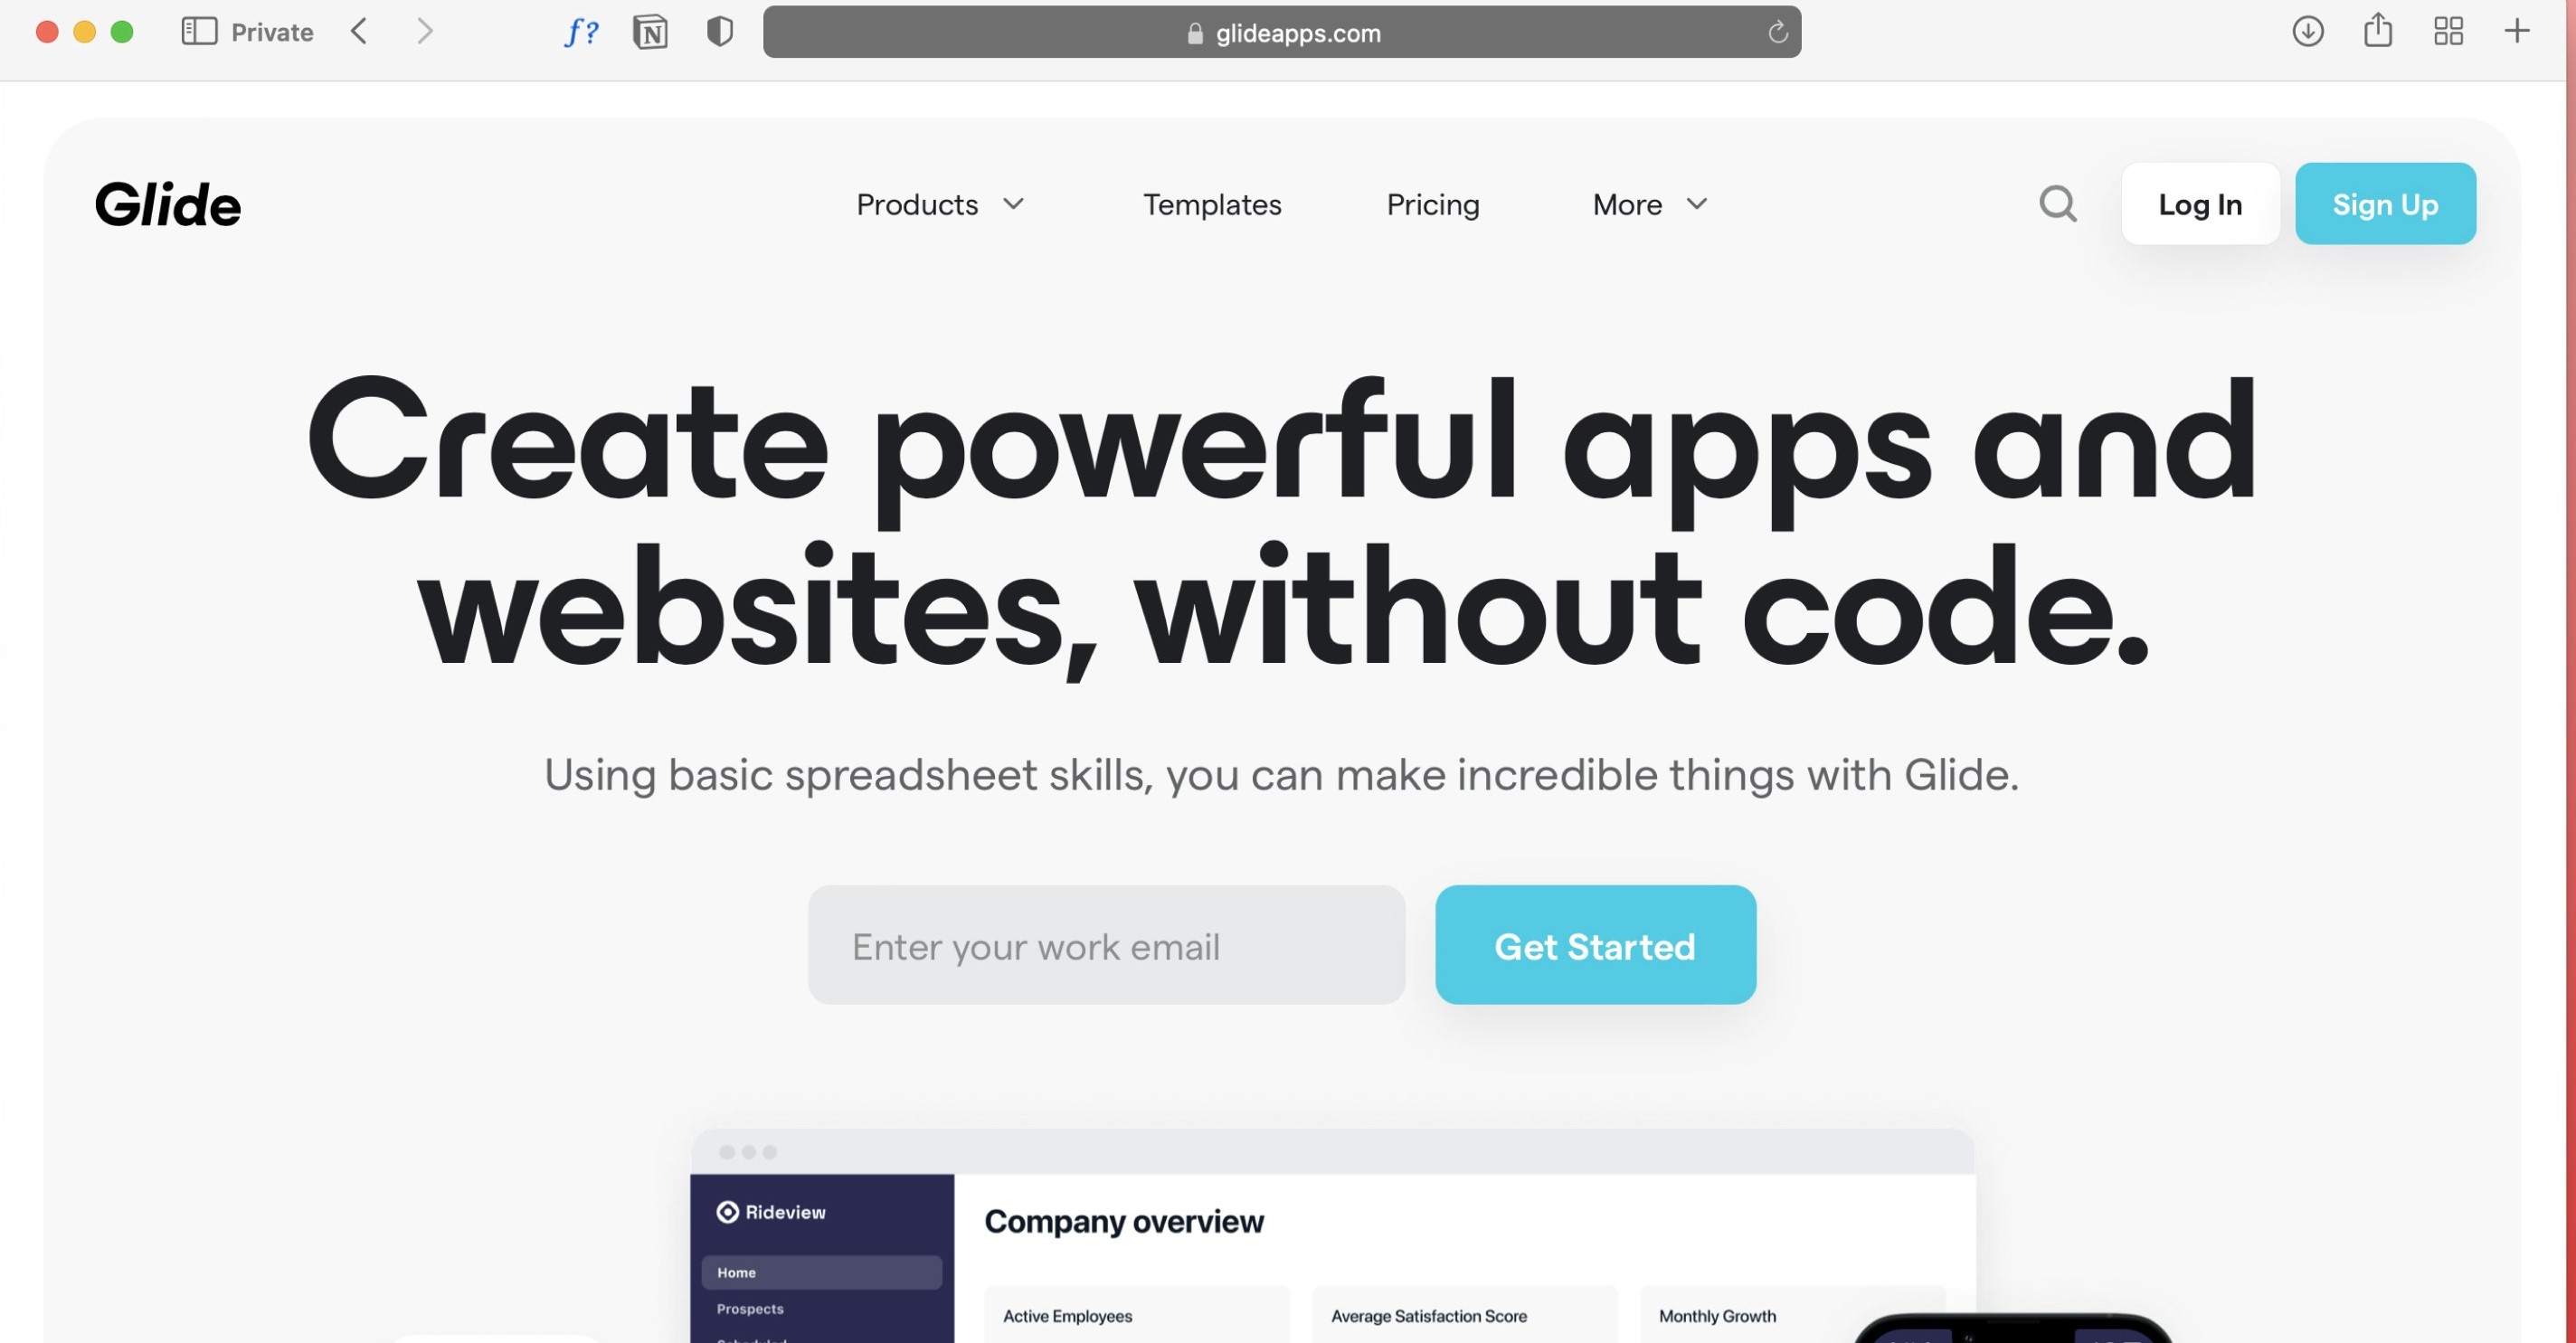 Private
f?
N
glideapps.com
Glide
Products
Templates
Pricing
More
Log In
Sign Up
Create powerful apps and
websites, without code.
Using basic spreadsheet skills, you can make incredible things with Glide.
Enter your work email
Get Started
Rideview
Company overview
Home
Prospects
Active Employees
Average Satisfaction Score
Monthly Growth